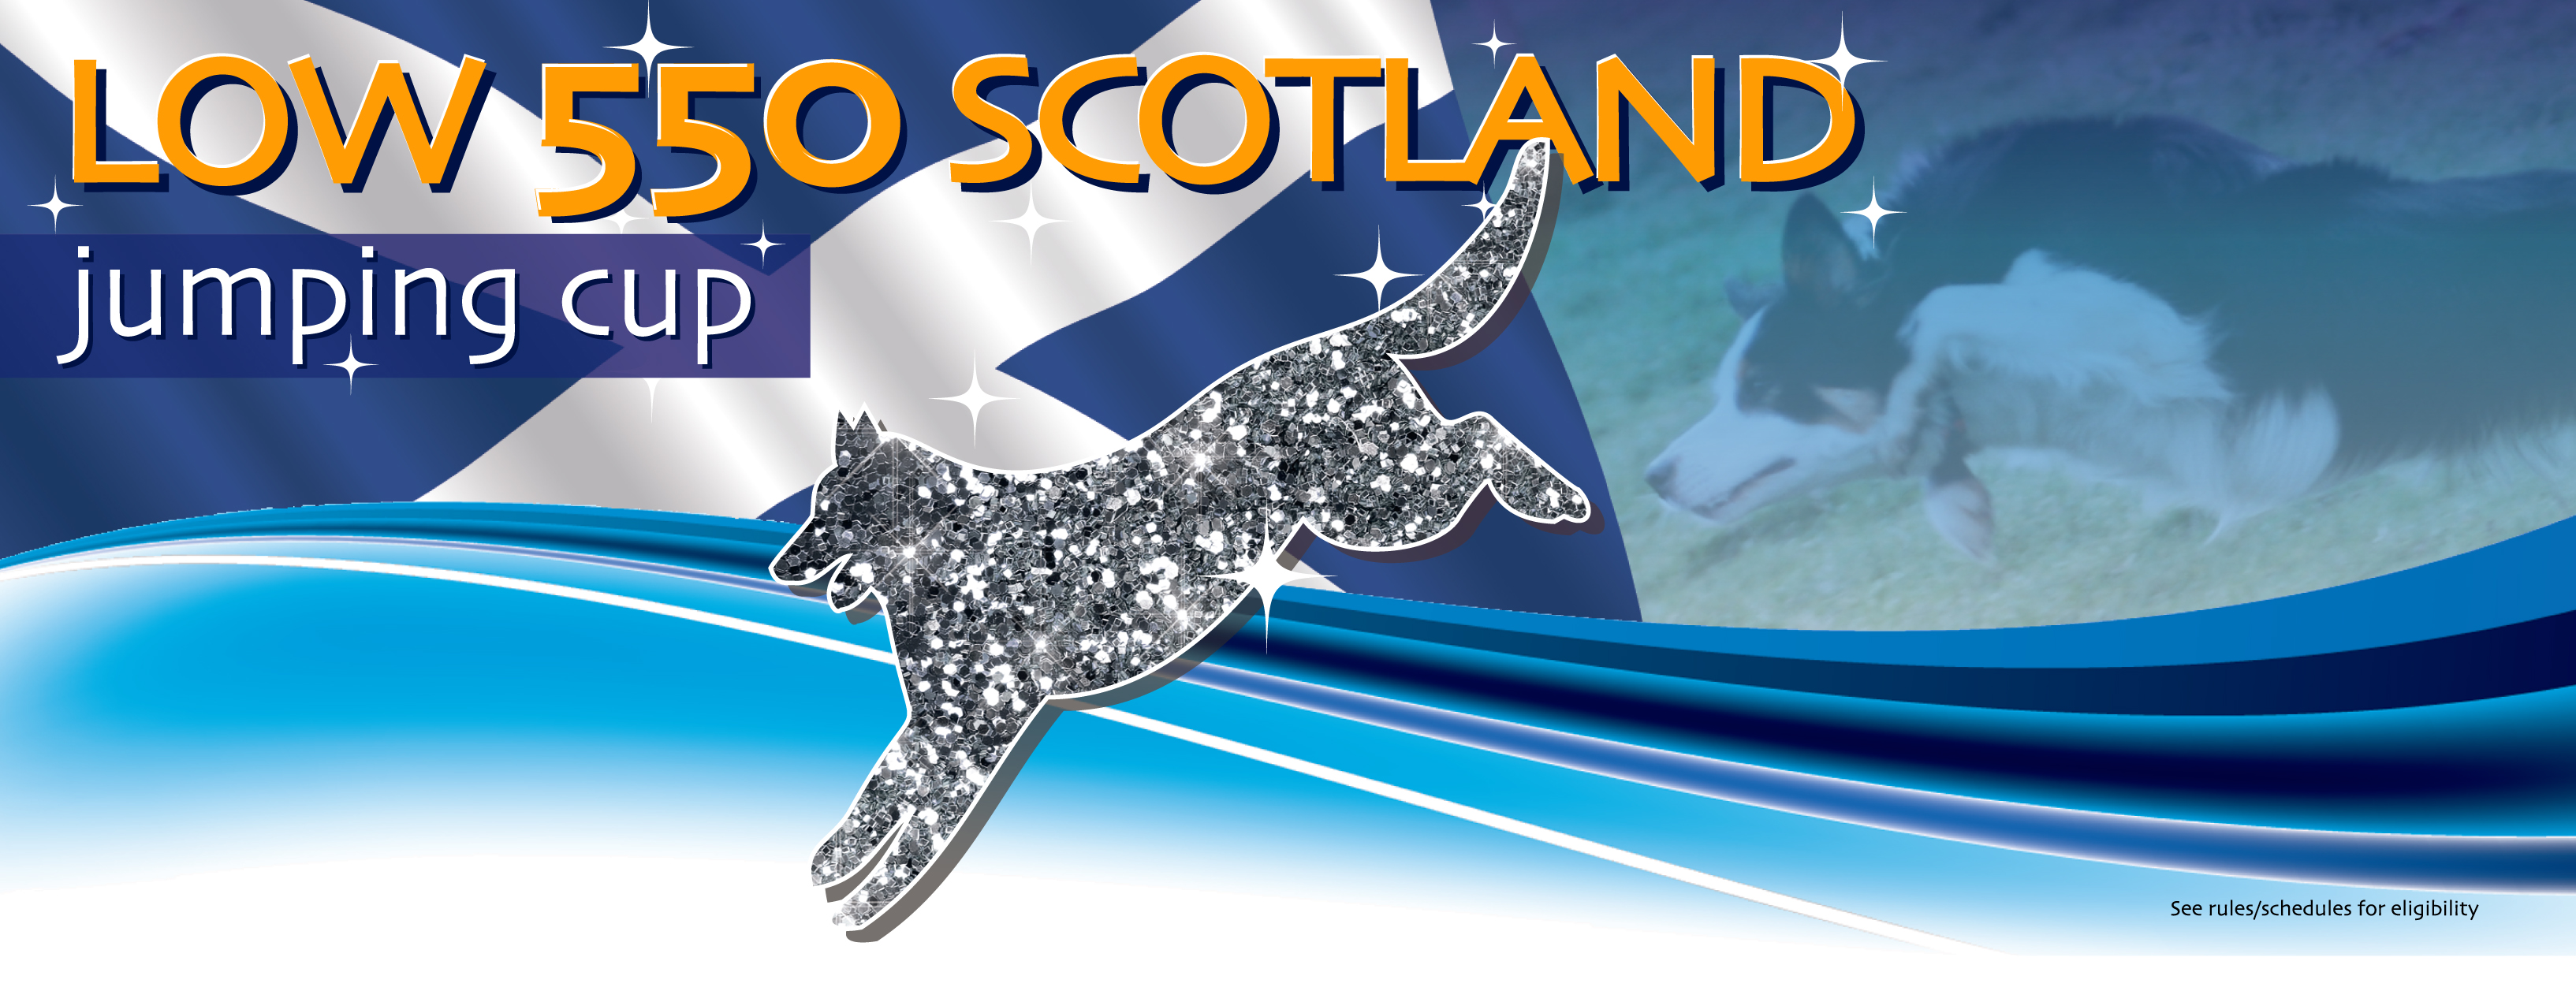 LOW 550 SCOTLAND
jumping cup
See rules/schedules for eligibility